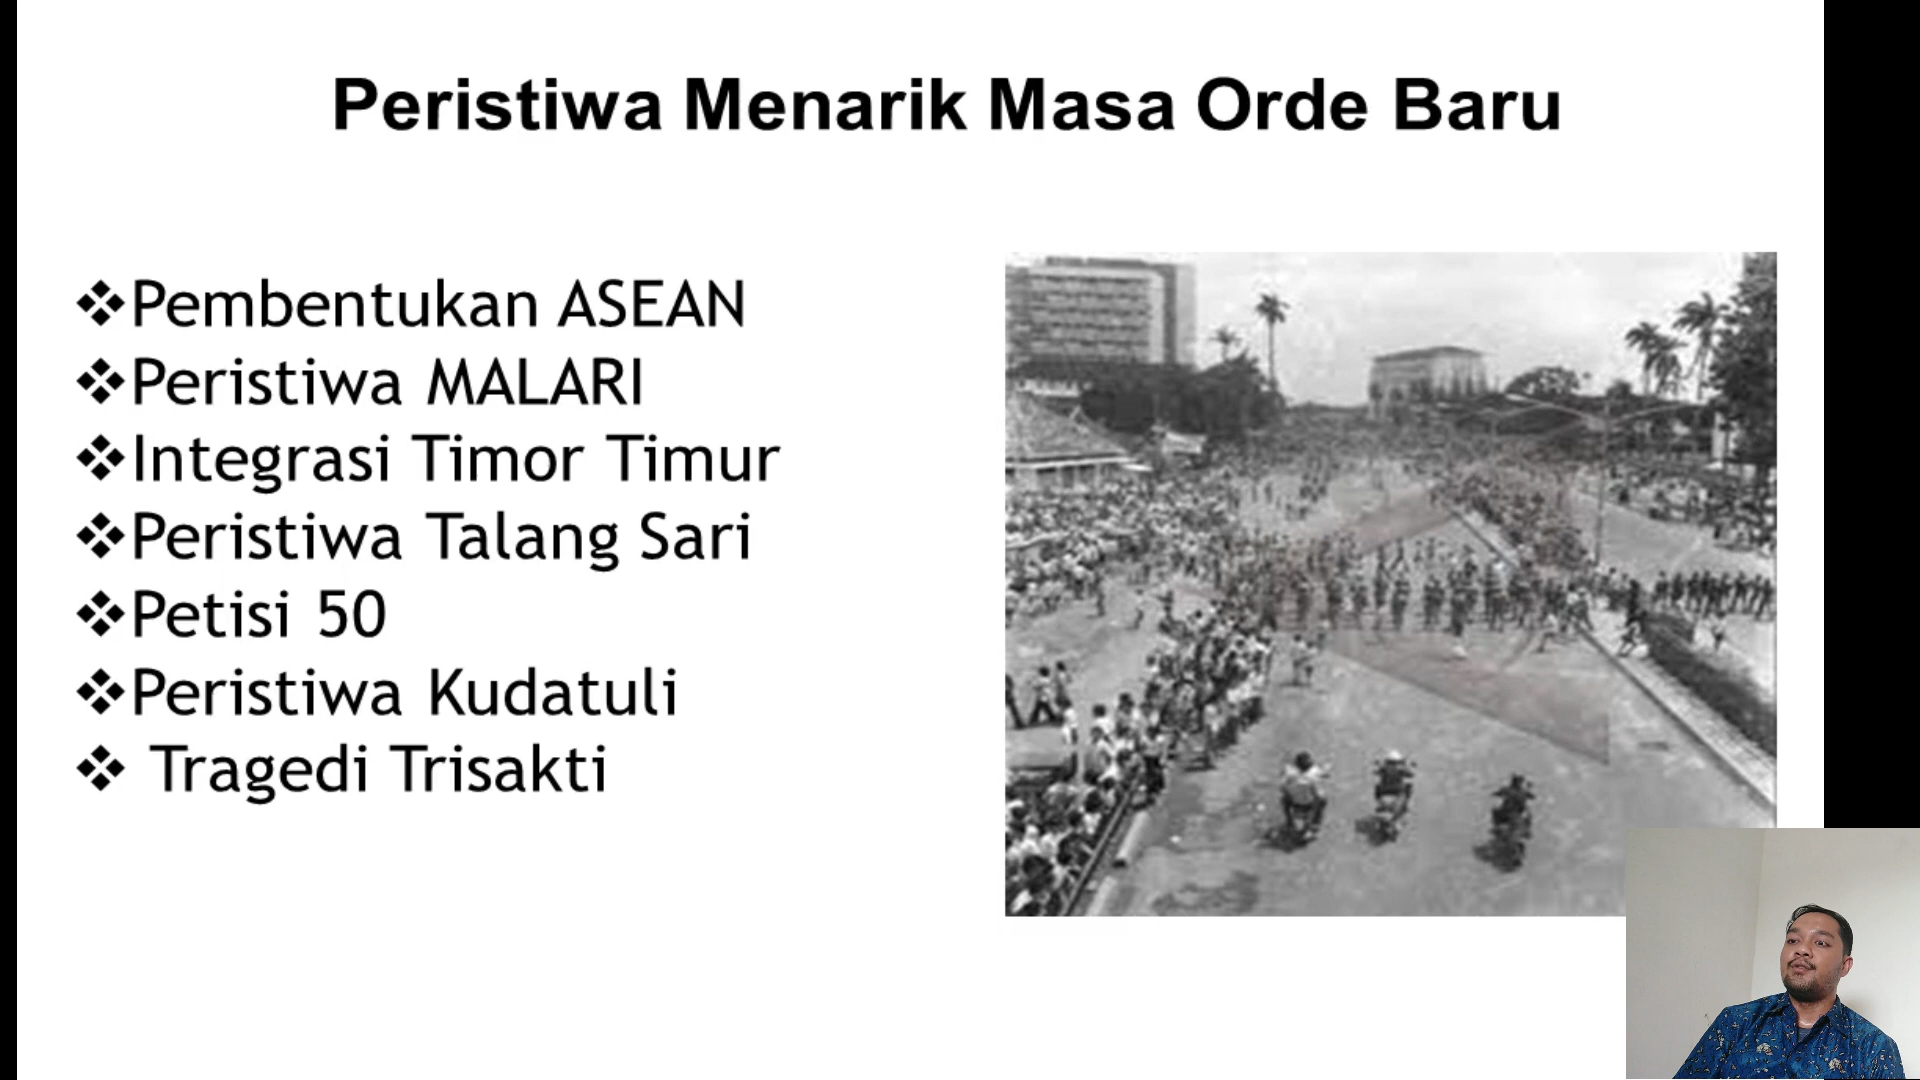 Peristiwa Menarik Masa Orde Baru
❖Pembentukan ASEAN
❖Peristiwa MALARI
❖Integrasi Timor Timur
❖Peristiwa Talang Sari
❖Petisi 50
❖Peristiwa Kudatuli
❖ Tragedi Trisakti